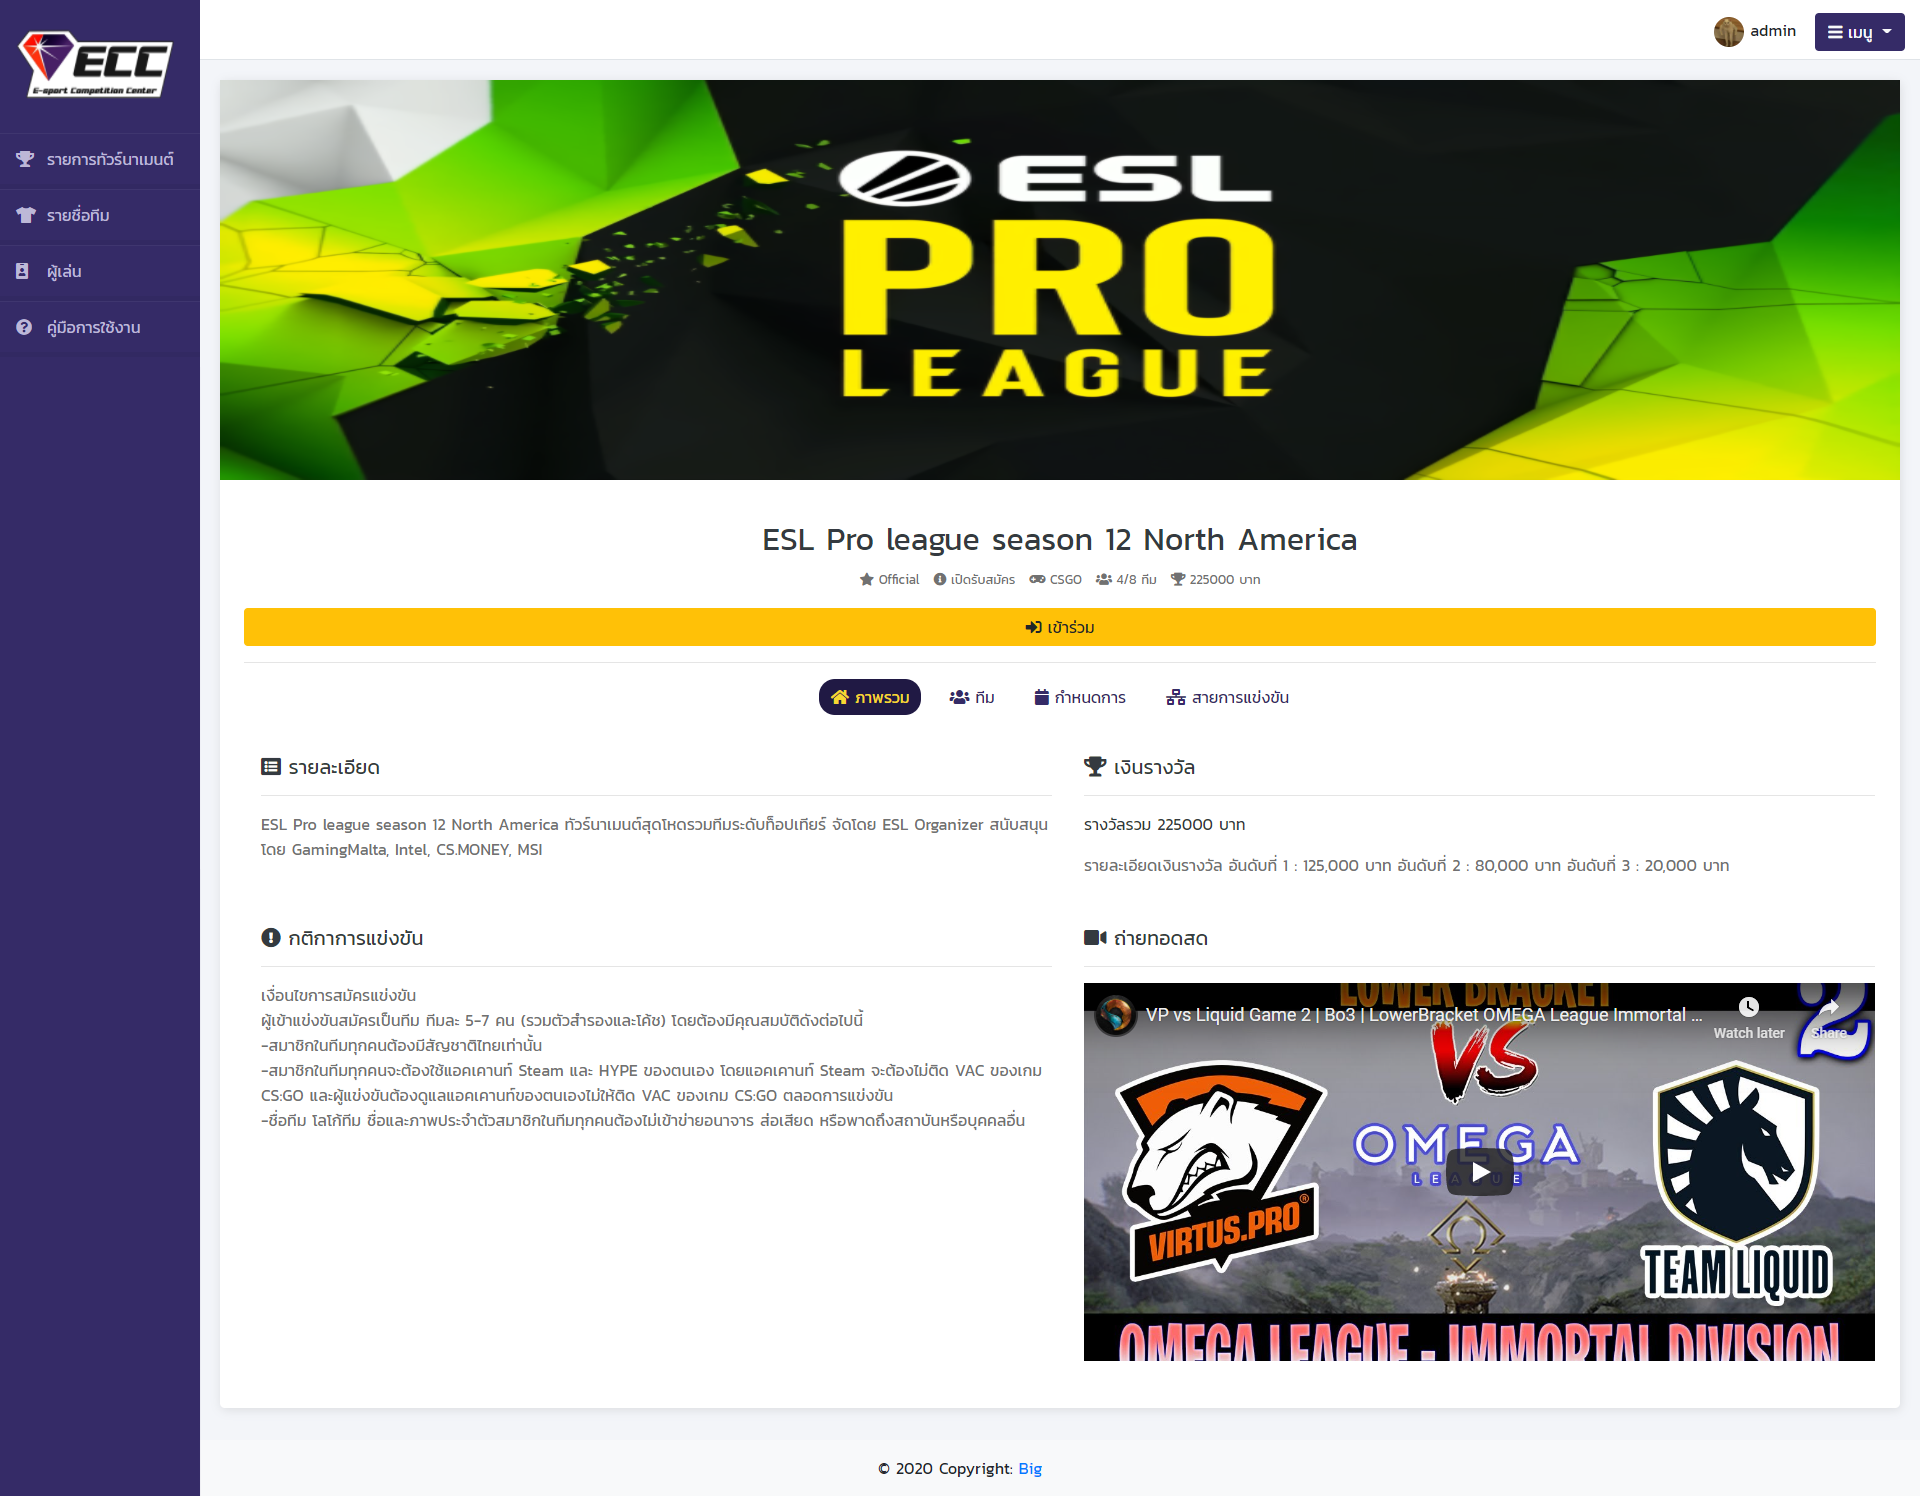 ECC
E-sport Competition Center
admin
เมนู
รายการทัวร์นาเมนต์
รายชื่อทีม
ผู้เล่น
คู่มือการใช้งาน
ESL
PRO
LEAGUE
ESL Pro league season 12 North America
Official เปิดรับสมัคร CSGO 4/8 ทีม 225000 บาท
เข้าร่วม
ภาพรวม ทีม กำหนดการ สายการแข่งขัน
รายละเอียด
ESL Pro league season 12 North America ทัวร์นาเมนต์สุดโหดรวมทีมระดับท็อปเทียร์ จัดโดย ESL Organizer สนับสนุน
โดย GamingMalta, Intel, CS.MONEY, MSI
เงินรางวัล
รางวัลรวม 225000 บาท
รายละเอียดเงินรางวัล อันดับที่ 1 : 125,000 บาท อันดับที่ 2 : 80,000 บาท อันดับที่ 3 : 20,000 บาท
กติกาการแข่งขัน
เงื่อนไขการสมัครแข่งขัน
ผู้เข้าแข่งขันสมัครเป็นทีม ทีมละ 5-7 คน (รวมตัวสำรองและโค้ช) โดยต้องมีคุณสมบัติดังต่อไปนี้
-สมาชิกในทีมทุกคนต้องมีสัญชาติไทยเท่านั้น
-สมาชิกในทีมทุกคนจะต้องใช้แอคเคานท์ Steam และ HYPE ของตนเอง โดยแอคเคานท์ Steam จะต้องไม่ติด VAC ของเกม
CS:GO และผู้แข่งขันต้องดูแลแอคเคานท์ของตนเองไม่ให้ติด VAC ของเกม CS:GO ตลอดการแข่งขัน
-ชื่อทีม โลโก้ทีม ชื่อและภาพประจำตัวสมาชิกในทีมทุกคนต้องไม่เข้าข่ายอนาจาร ส่อเสียด หรือพาดถึงสถาบันหรือบุคคลอื่น
ถ่ายทอดสด
LOWER BRACKET
2
VP vs Liquid Game 2 | Bo3 | LowerBracket OMEGA League Immortal ...
Watch later
Share
VS
OMEGA
LEAGUE
VIRTUS.PRO®
TEAM LIQUID
OMEGA LEAGUE - IMMORTAL DIVISION
© 2020 Copyright: Big